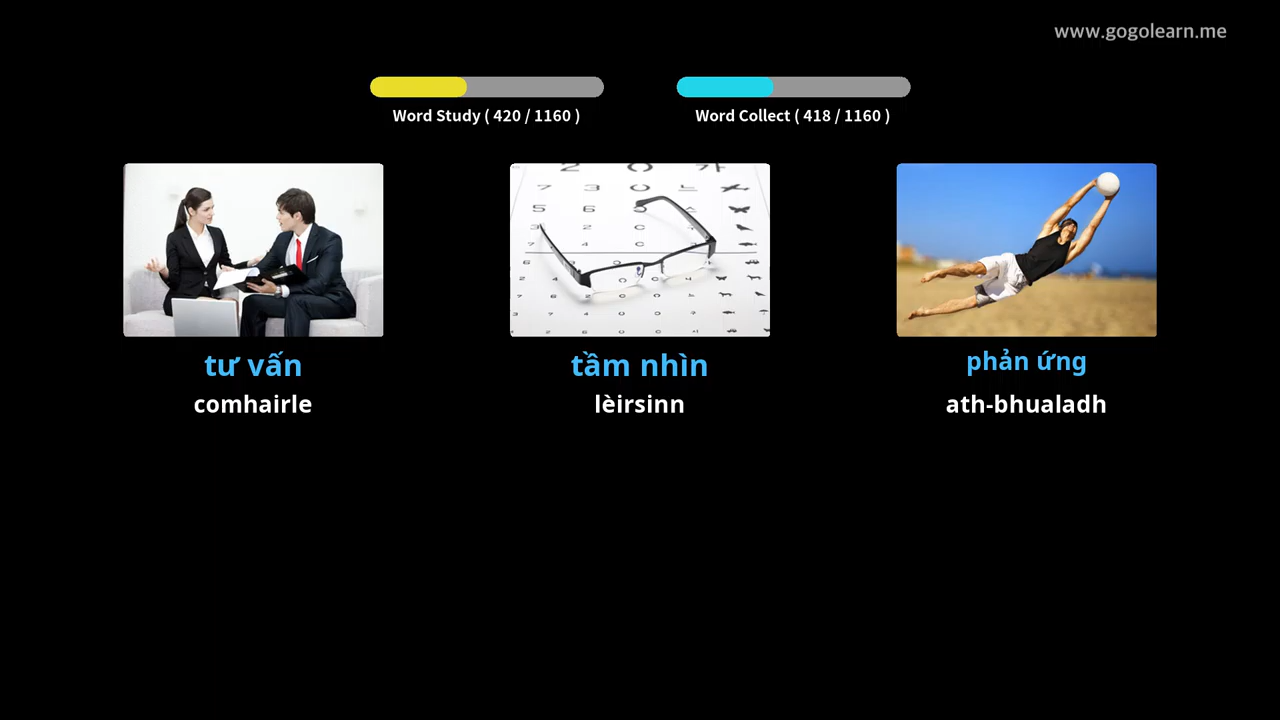 www.gogolearn.me
Word Study ( 420 / 1160 )
Word Collect ( 418 / 1160 )
tư vấn
comhairle
tầm nhìn
lèirsinn
phản ứng
ath-bhualadh